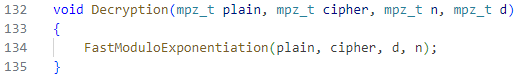 132 void Decryption(mpz_t plain, mpz_t cipher, mpz_t n, mpz_t d)
133 {
134     FastModuloExponentiation(plain, cipher, d, n);
135 }